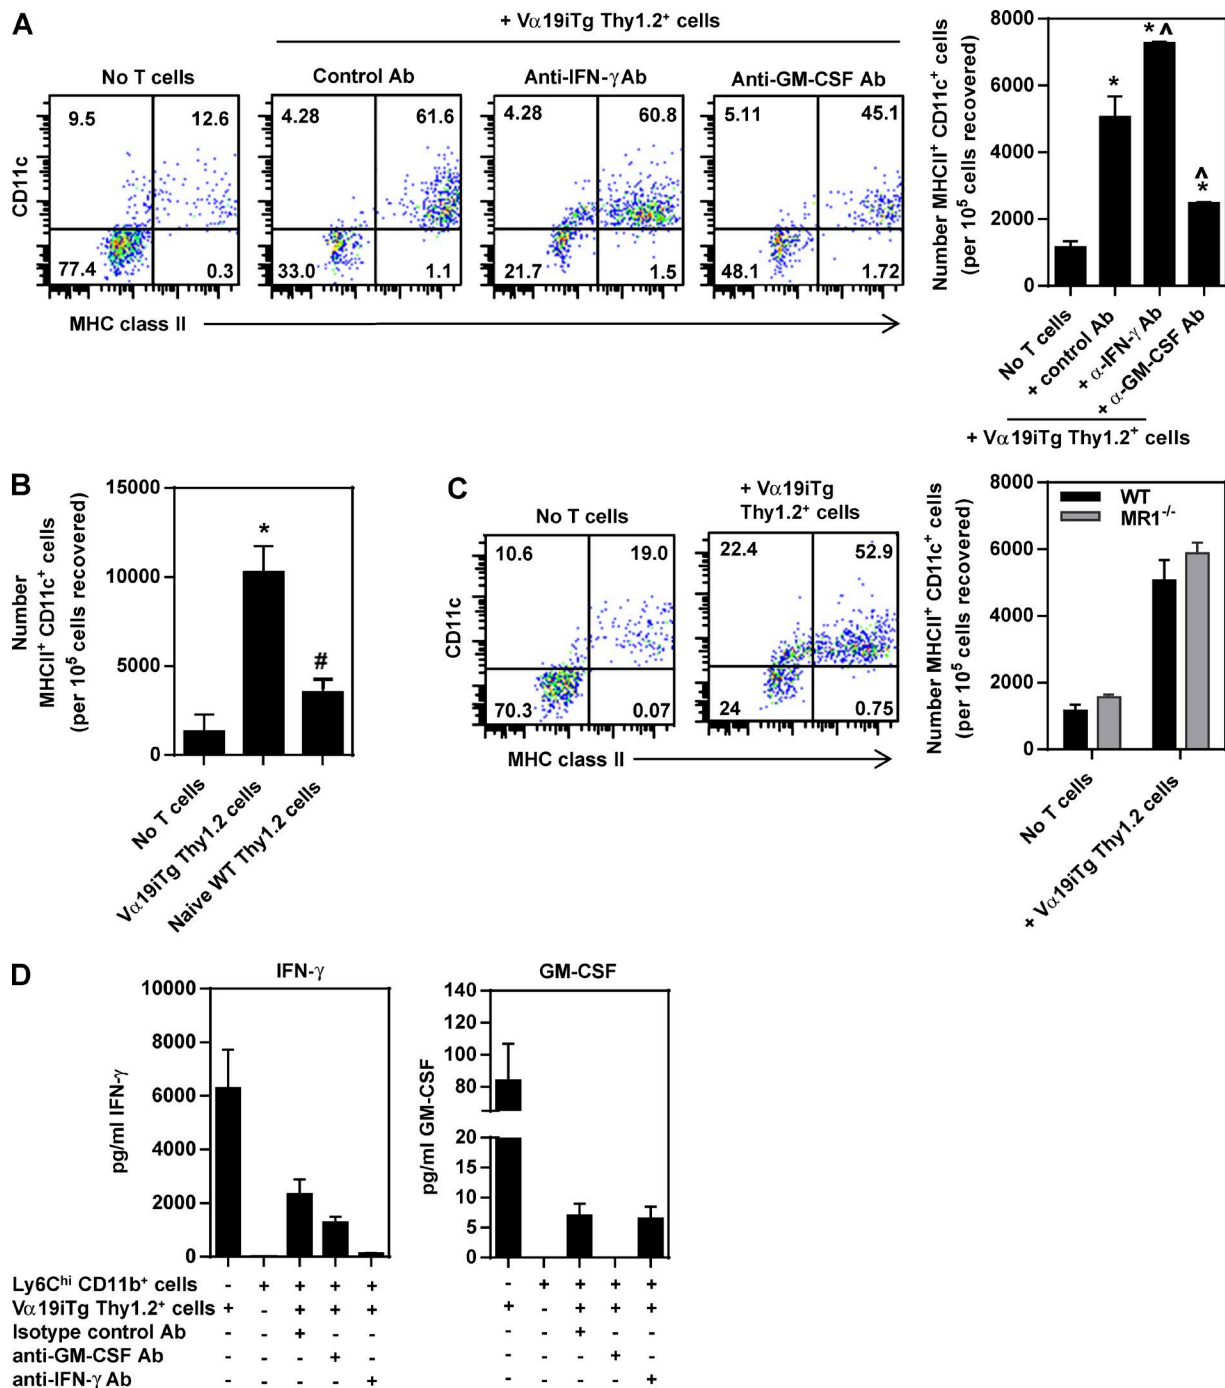 A
+ Vα19iTg Thy1.2⁺ cells
No T cells
Control Ab
Anti-IFN-γ Ab
Anti-GM-CSF Ab
CD11c
9.5 12.6
77.4 0.3
4.28 61.6
33.0 1.1
4.28 60.8
21.7 1.5
5.11 45.1
48.1 1.72
MHC class II
Number MHCII⁺ CD11c⁺ cells
(per 10⁵ cells recovered)
8000
6000
4000
2000
0
*
* ^
^
*
No T cells
+ control Ab
+ α-IFN-γ Ab
+ α-GM-CSF Ab
+ Vα19iTg Thy1.2⁺ cells
B
Number
MHCII⁺ CD11c⁺ cells
(per 10⁵ cells recovered)
15000
10000
5000
0
*
#
No T cells
Vα19iTg Thy1.2 cells
Naive WT Thy1.2 cells
C
No T cells
+ Vα19iTg
Thy1.2⁺ cells
CD11c
10.6 19.0
70.3 0.07
22.4 52.9
24 0.75
MHC class II
Number MHCII⁺ CD11c⁺ cells
(per 10⁵ cells recovered)
8000
6000
4000
2000
0
WT
MR1⁻/⁻
No T cells
+ Vα19iTg Thy1.2 cells
D
IFN-γ
pg/ml IFN-γ
10000
8000
6000
4000
2000
0
GM-CSF
pg/ml GM-CSF
140
120
100
80
20
15
10
5
0
Ly6Cʰⁱ CD11b⁺ cells - + + + + - + + + +
Vα19iTg Thy1.2⁺ cells + - + + + + - + + +
Isotype control Ab - - + - - - - + - -
anti-GM-CSF Ab - - - + - - - - + -
anti-IFN-γ Ab - - - - + - - - - +